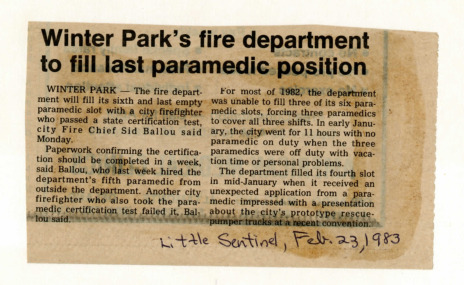 Winter Park's fire department
to fill last paramedic position
WINTER PARK — The fire depart-
ment will fill its sixth and last empty
paramedic slot with a city firefighter
who passed a state certification test,
city Fire Chief Sid Ballou said
Monday.
Paperwork confirming the certifica-
tion should be completed in a week,
said Ballou, who last week hired the
department's fifth paramedic from
outside the department. Another city
firefighter who also took the para-
medic certification test failed it, Bal-
lou said.
For most of 1982, the department
was unable to fill three of its six para-
medic slots, forcing three paramedics
to cover all three shifts. In early Janu-
ary, the city went for 11 hours with no
paramedic on duty when the three
paramedics were off duty with vaca-
tion time or personal problems.
The department filled its fourth slot
in mid-January when it received an
unexpected application from a para-
medic impressed with a presentation
about the city's prototype rescue-
pumper trucks at a recent convention.
Little Sentinel, Feb. 23, 1983